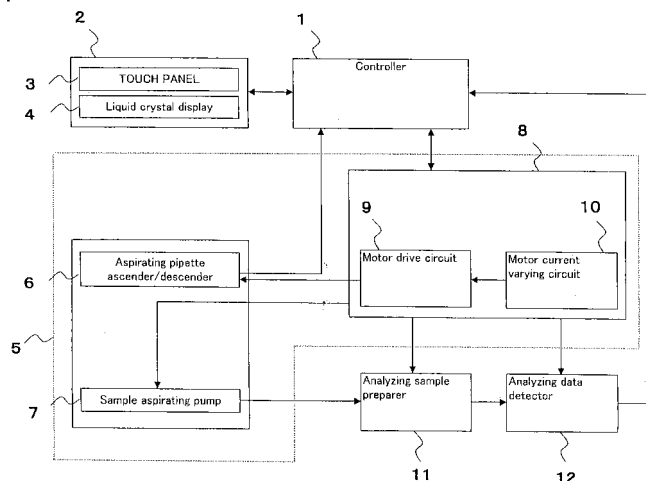 2
1
3
TOUCH PANEL
Controller
4
Liquid crystal display
8
9
10
6
Aspirating pipette
ascender/descender
Motor drive circuit
Motor current
varying circuit
5
7
Sample aspirating pump
Analyzing sample
preparer
Analyzing data
detector
11
12